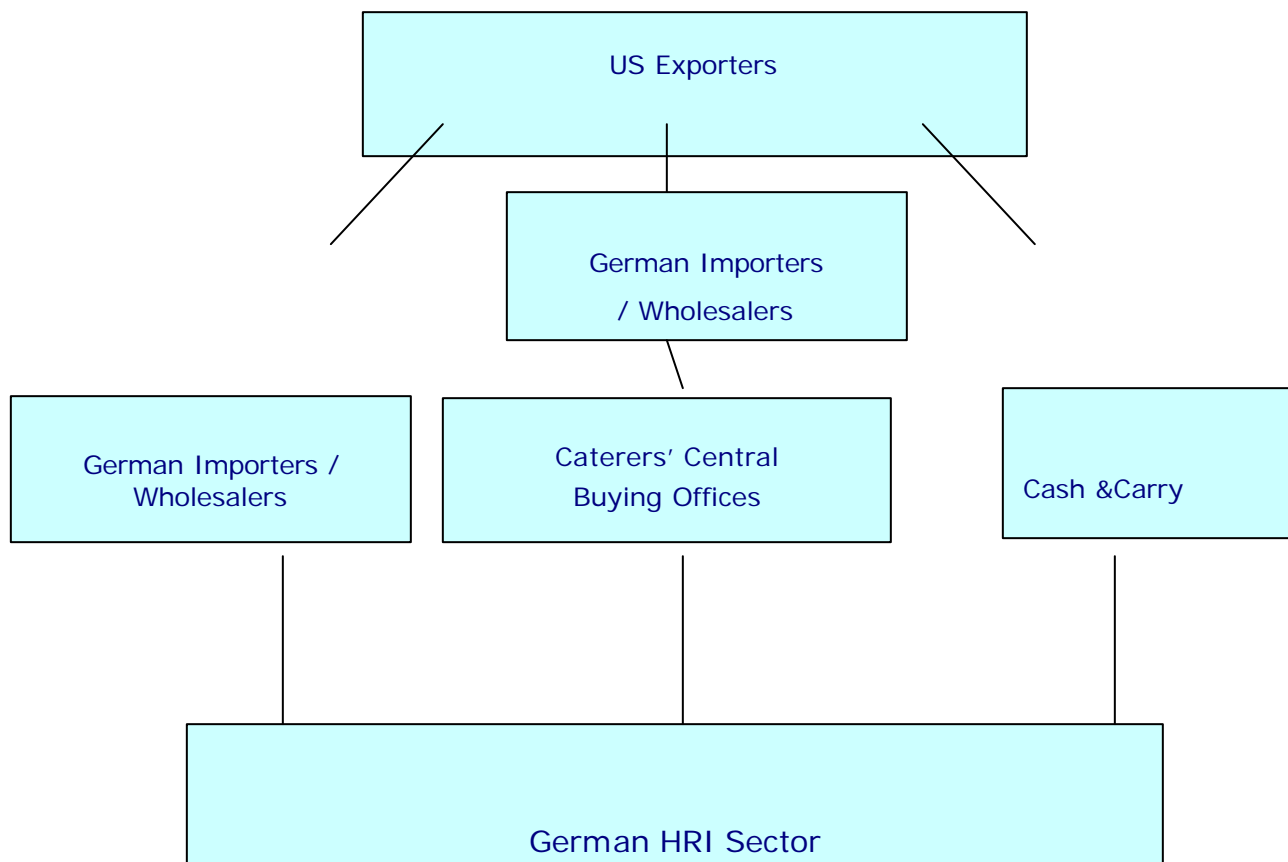 US Exporters
German Importers
/ Wholesalers
German Importers /
Wholesalers
Caterers’ Central
Buying Offices
Cash &Carry
German HRI Sector